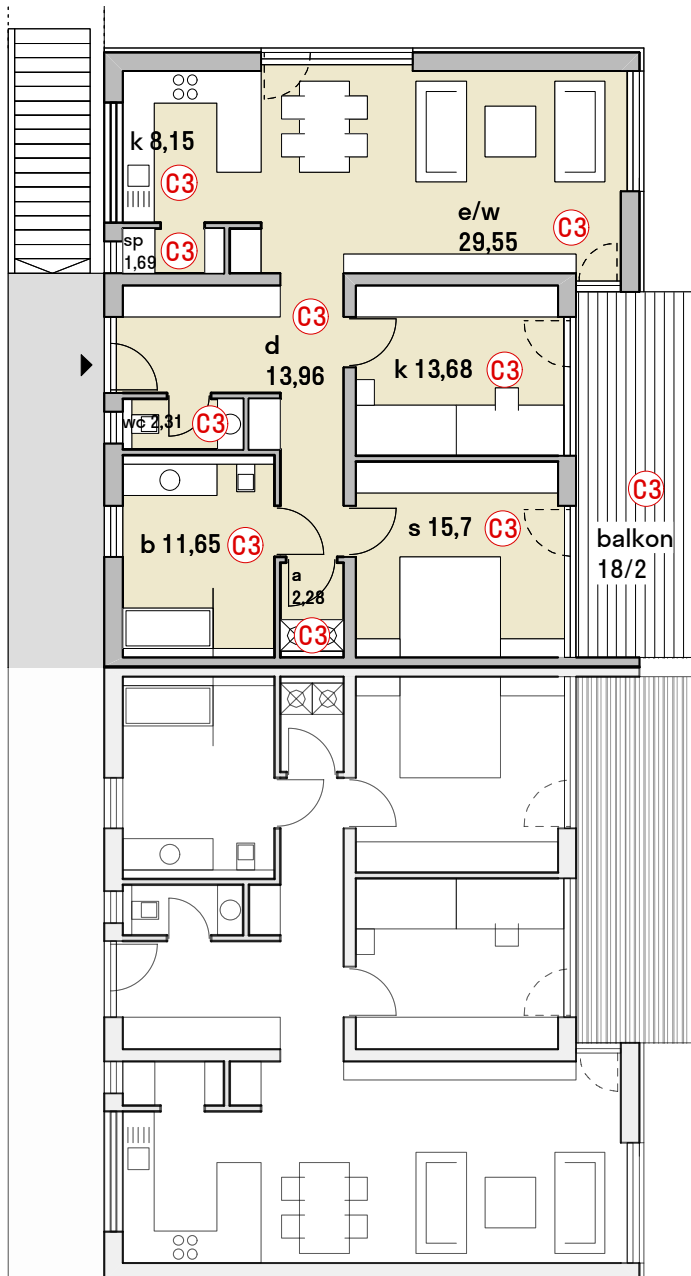 k 8,15
C3
sp
1,69
C3
e/w
29,55
C3
C3
d
13,96
k 13,68
C3
wc 2,31
C3
b 11,65
C3
s 15,7
C3
C3
balkon
18/2
a
2,28
C3